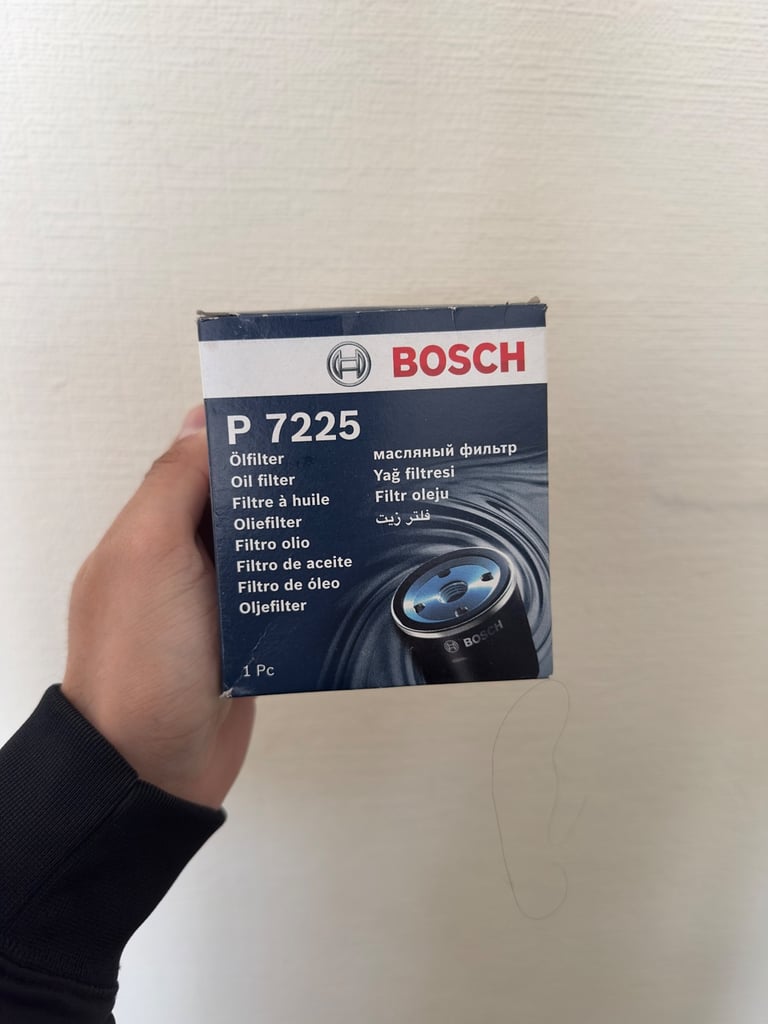 BOSCH
P 7225
Ölfilter
Oil filter
Filtre à huile
Oliefilter
Filtro olio
Filtro de aceite
Filtro de óleo
Oljefilter
масляный фильтр
Yağ filtresi
Filtr oleju
فلتر زيت
BOSCH
1 Pc